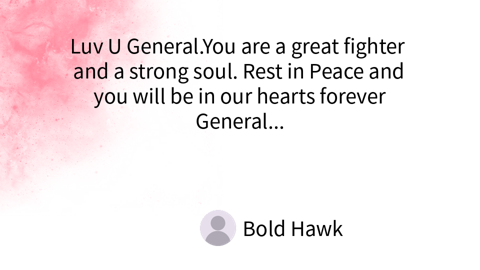 Luv U General.You are a great fighter
and a strong soul. Rest in Peace and
you will be in our hearts forever
General...
Bold Hawk